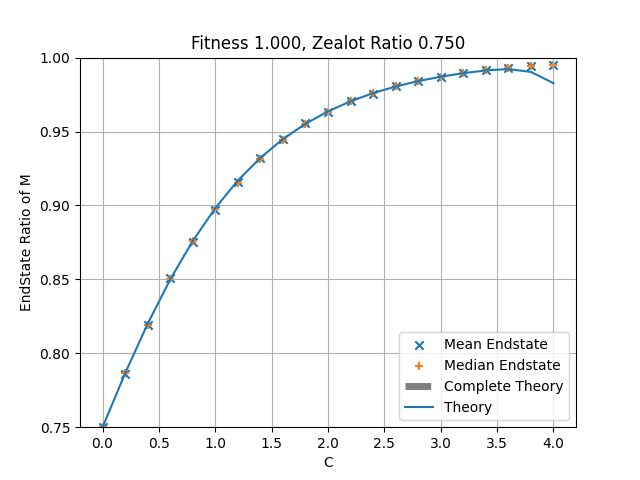 Fitness 1.000, Zealot Ratio 0.750
EndState Ratio of M
1.00
0.95
0.90
0.85
0.80
0.75
0.0 0.5 1.0 1.5 2.0 2.5 3.0 3.5 4.0
C
Mean Endstate
Median Endstate
Complete Theory
Theory